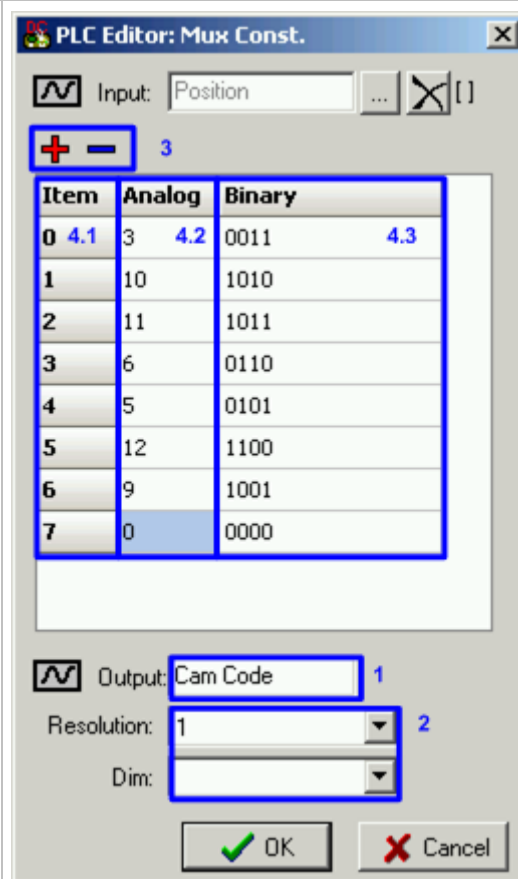 PLC Editor: Mux Const.
Input: Position ... [ ]
3
Item Analog Binary
0 4.1 3 4.2 0011 4.3
1 10 1010
2 11 1011
3 6 0110
4 5 0101
5 12 1100
6 9 1001
7 0 0000
Output: Cam Code 1
Resolution: 1 2
Dim:
OK Cancel